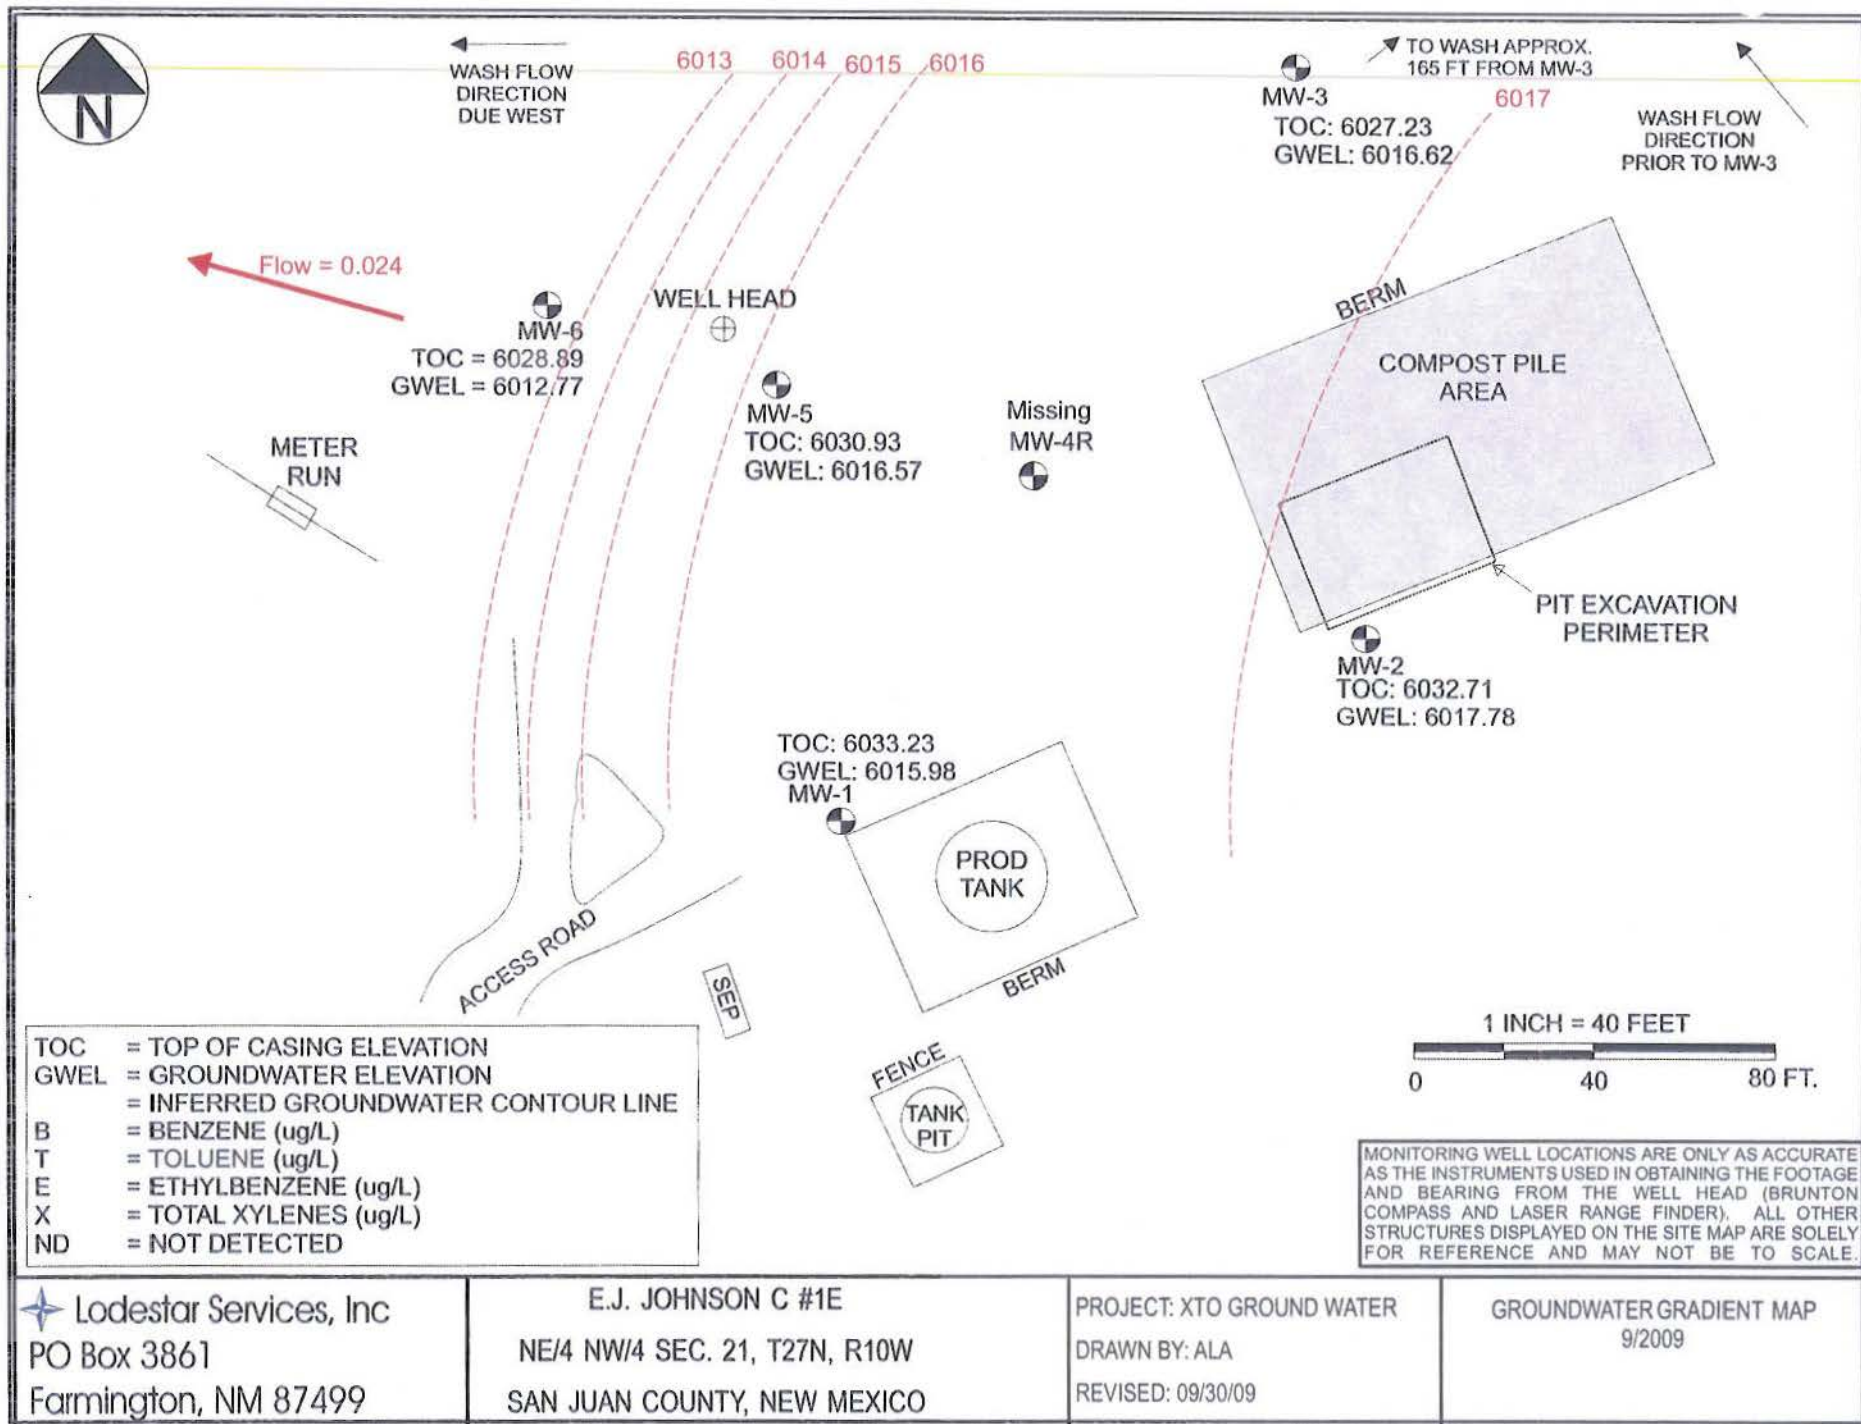 N
WASH FLOW
DIRECTION
DUE WEST
6013
6014
6015
6016
MW-3
TOC: 6027.23
GWEL: 6016.62
TO WASH APPROX.
165 FT FROM MW-3
6017
WASH FLOW
DIRECTION
PRIOR TO MW-3
Flow = 0.024
MW-6
TOC = 6028.89
GWEL = 6012.77
WELL HEAD
MW-5
TOC: 6030.93
GWEL: 6016.57
Missing
MW-4R
BERM
COMPOST PILE
AREA
METER
RUN
PIT EXCAVATION
PERIMETER
MW-2
TOC: 6032.71
GWEL: 6017.78
TOC: 6033.23
GWEL: 6015.98
MW-1
PROD
TANK
BERM
ACCESS ROAD
SEP
FENCE
TANK
PIT
1 INCH = 40 FEET
0 40 80 FT.
TOC = TOP OF CASING ELEVATION
GWEL = GROUNDWATER ELEVATION
= INFERRED GROUNDWATER CONTOUR LINE
B = BENZENE (ug/L)
T = TOLUENE (ug/L)
E = ETHYLBENZENE (ug/L)
X = TOTAL XYLENES (ug/L)
ND = NOT DETECTED
MONITORING WELL LOCATIONS ARE ONLY AS ACCURATE
AS THE INSTRUMENTS USED IN OBTAINING THE FOOTAGE
AND BEARING FROM THE WELL HEAD (BRUNTON
COMPASS AND LASER RANGE FINDER). ALL OTHER
STRUCTURES DISPLAYED ON THE SITE MAP ARE SOLELY
FOR REFERENCE AND MAY NOT BE TO SCALE.
Lodestar Services, Inc
PO Box 3861
Farmington, NM 87499
E.J. JOHNSON C #1E
NE/4 NW/4 SEC. 21, T27N, R10W
SAN JUAN COUNTY, NEW MEXICO
PROJECT: XTO GROUND WATER
DRAWN BY: ALA
REVISED: 09/30/09
GROUNDWATER GRADIENT MAP
9/2009